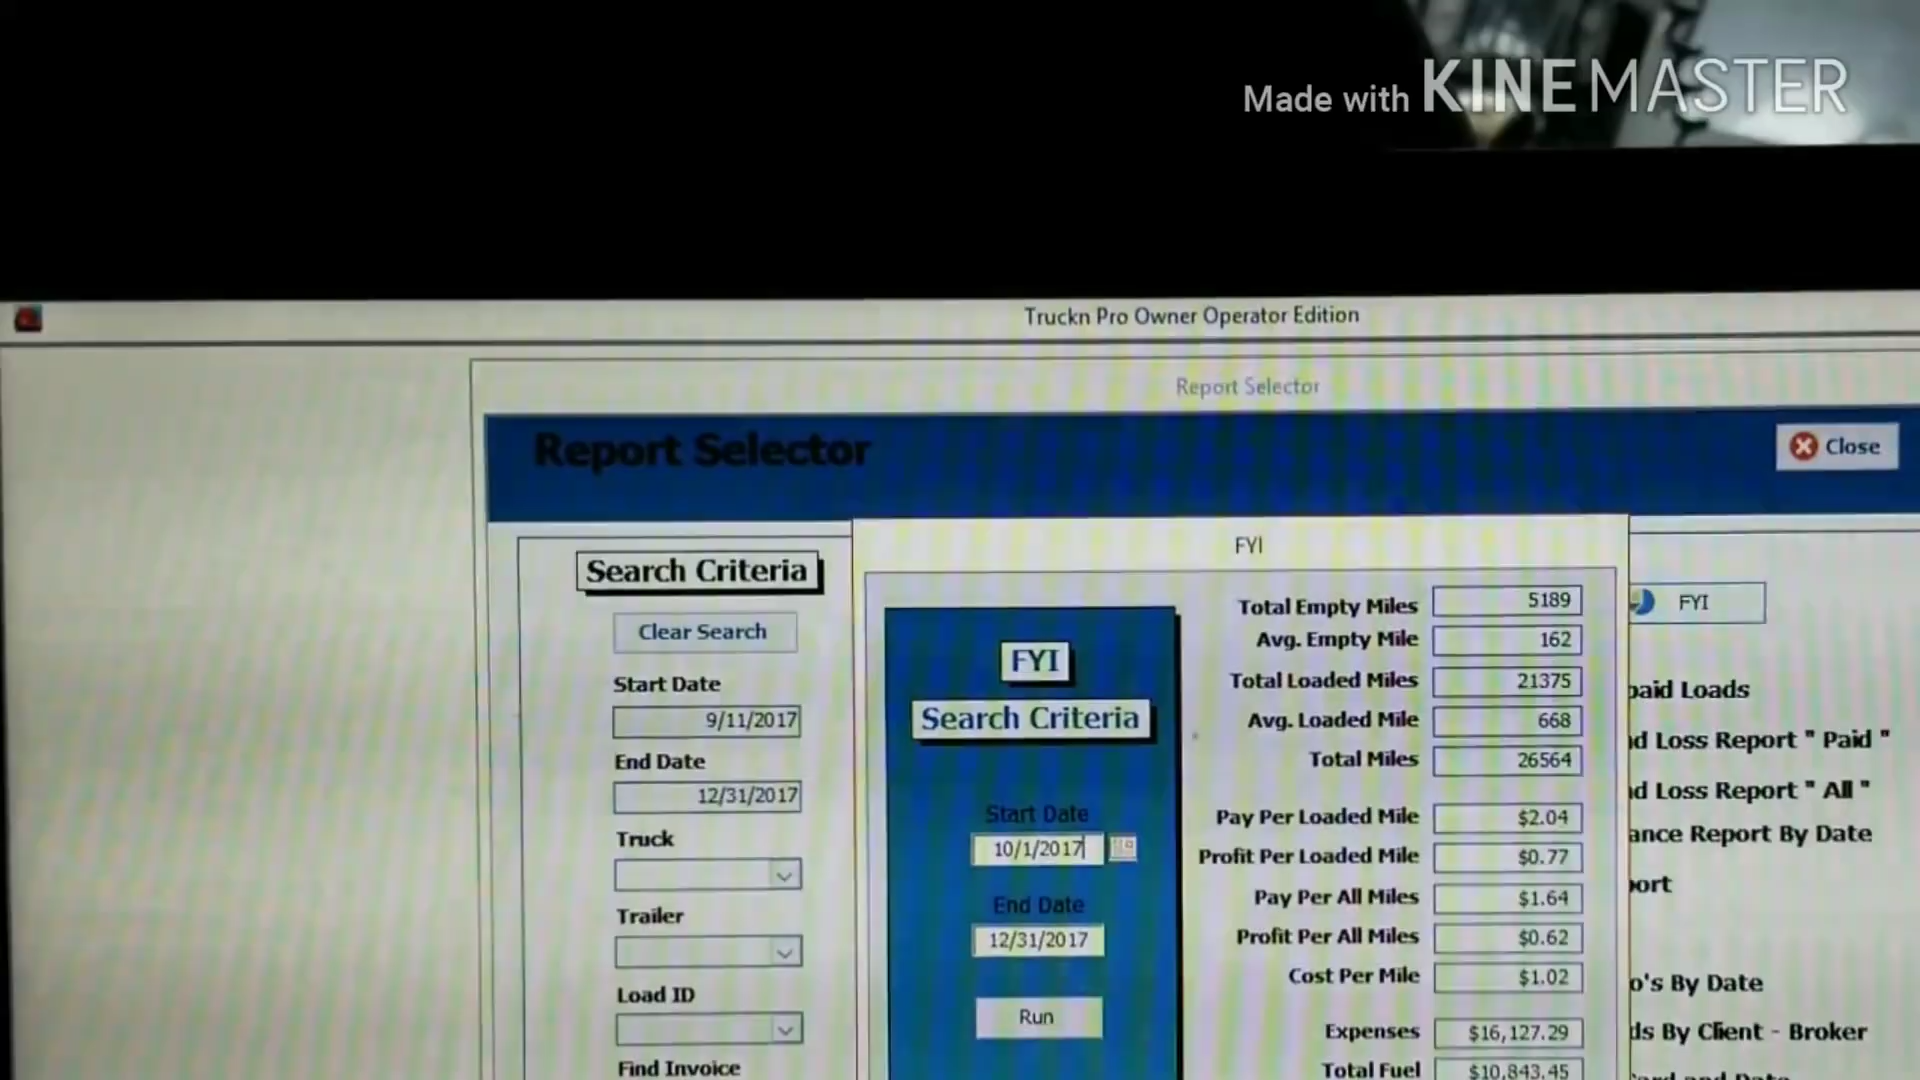 Made with KINEMASTER
Truckn Pro Owner Operator Edition
Report Selector
Report Selector
Close
Search Criteria
Clear Search
Start Date
9/11/2017
End Date
12/31/2017
Truck
Trailer
Load ID
Find Invoice
FYI
FYI
Search Criteria
Start Date
10/1/2017
End Date
12/31/2017
Run
Total Empty Miles 5189
Avg. Empty Mile 162
Total Loaded Miles 21375
Avg. Loaded Mile 668
Total Miles 26564
Pay Per Loaded Mile $2.04
Profit Per Loaded Mile $0.77
Pay Per All Miles $1.64
Profit Per All Miles $0.62
Cost Per Mile $1.02
Expenses $16,127.29
Total Fuel $10,843.45
FYI
paid Loads
d Loss Report " Paid "
d Loss Report " All "
ance Report By Date
ort
o's By Date
ds By Client - Broker